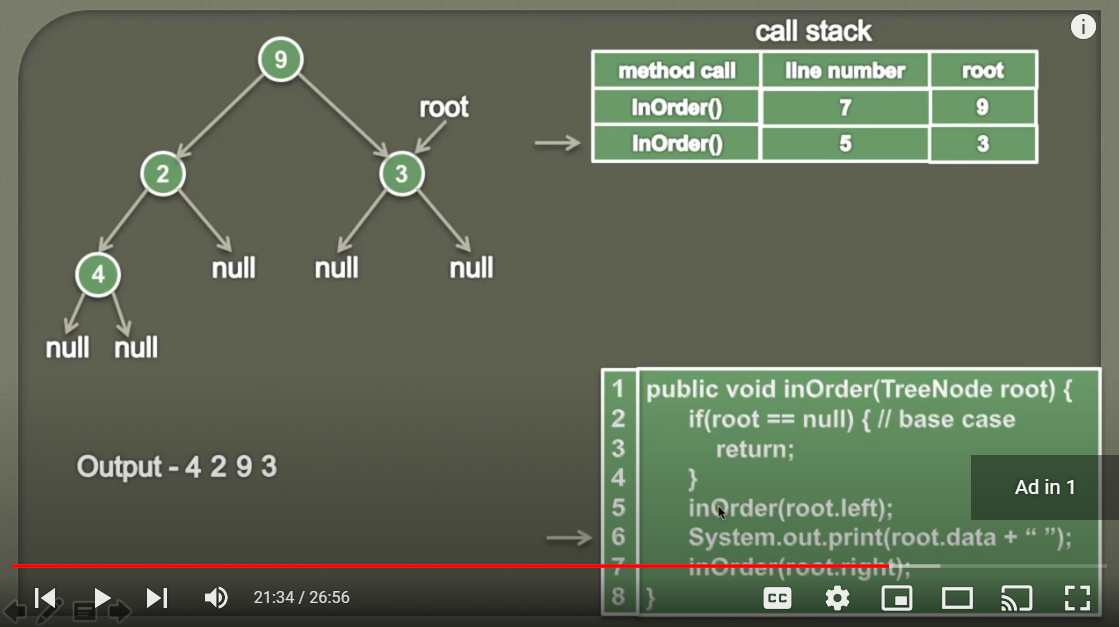 call stack
method call line number root
InOrder() 7 9
InOrder() 5 3
9
root
2 3
4 null null null
null null
Output - 4 2 9 3
1 public void inOrder(TreeNode root) {
2 if(root == null) { // base case
3 return;
4 }
5 inOrder(root.left);
6 System.out.print(root.data + “ ”);
7 inOrder(root.right);
8 }
Ad in 1
21:34 / 26:56
CC
i